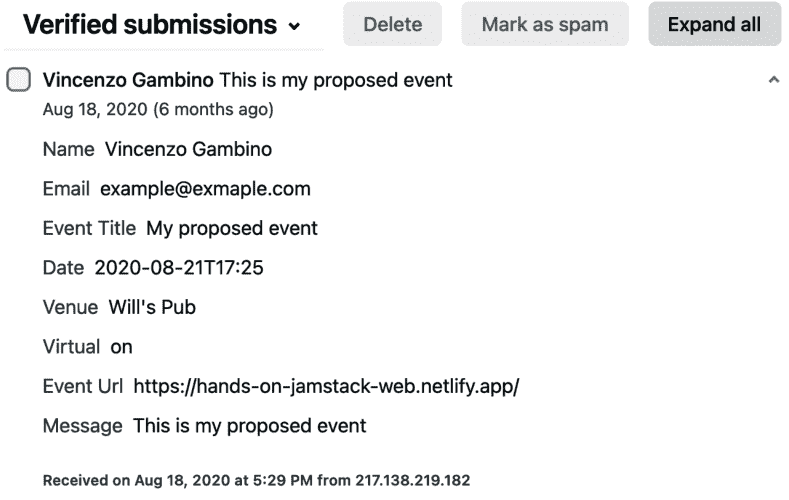 Verified submissions Delete Mark as spam Expand all
Vincenzo Gambino This is my proposed event
Aug 18, 2020 (6 months ago)
Name Vincenzo Gambino
Email example@exmaple.com
Event Title My proposed event
Date 2020-08-21T17:25
Venue Will's Pub
Virtual on
Event Url https://hands-on-jamstack-web.netlify.app/
Message This is my proposed event
Received on Aug 18, 2020 at 5:29 PM from 217.138.219.182